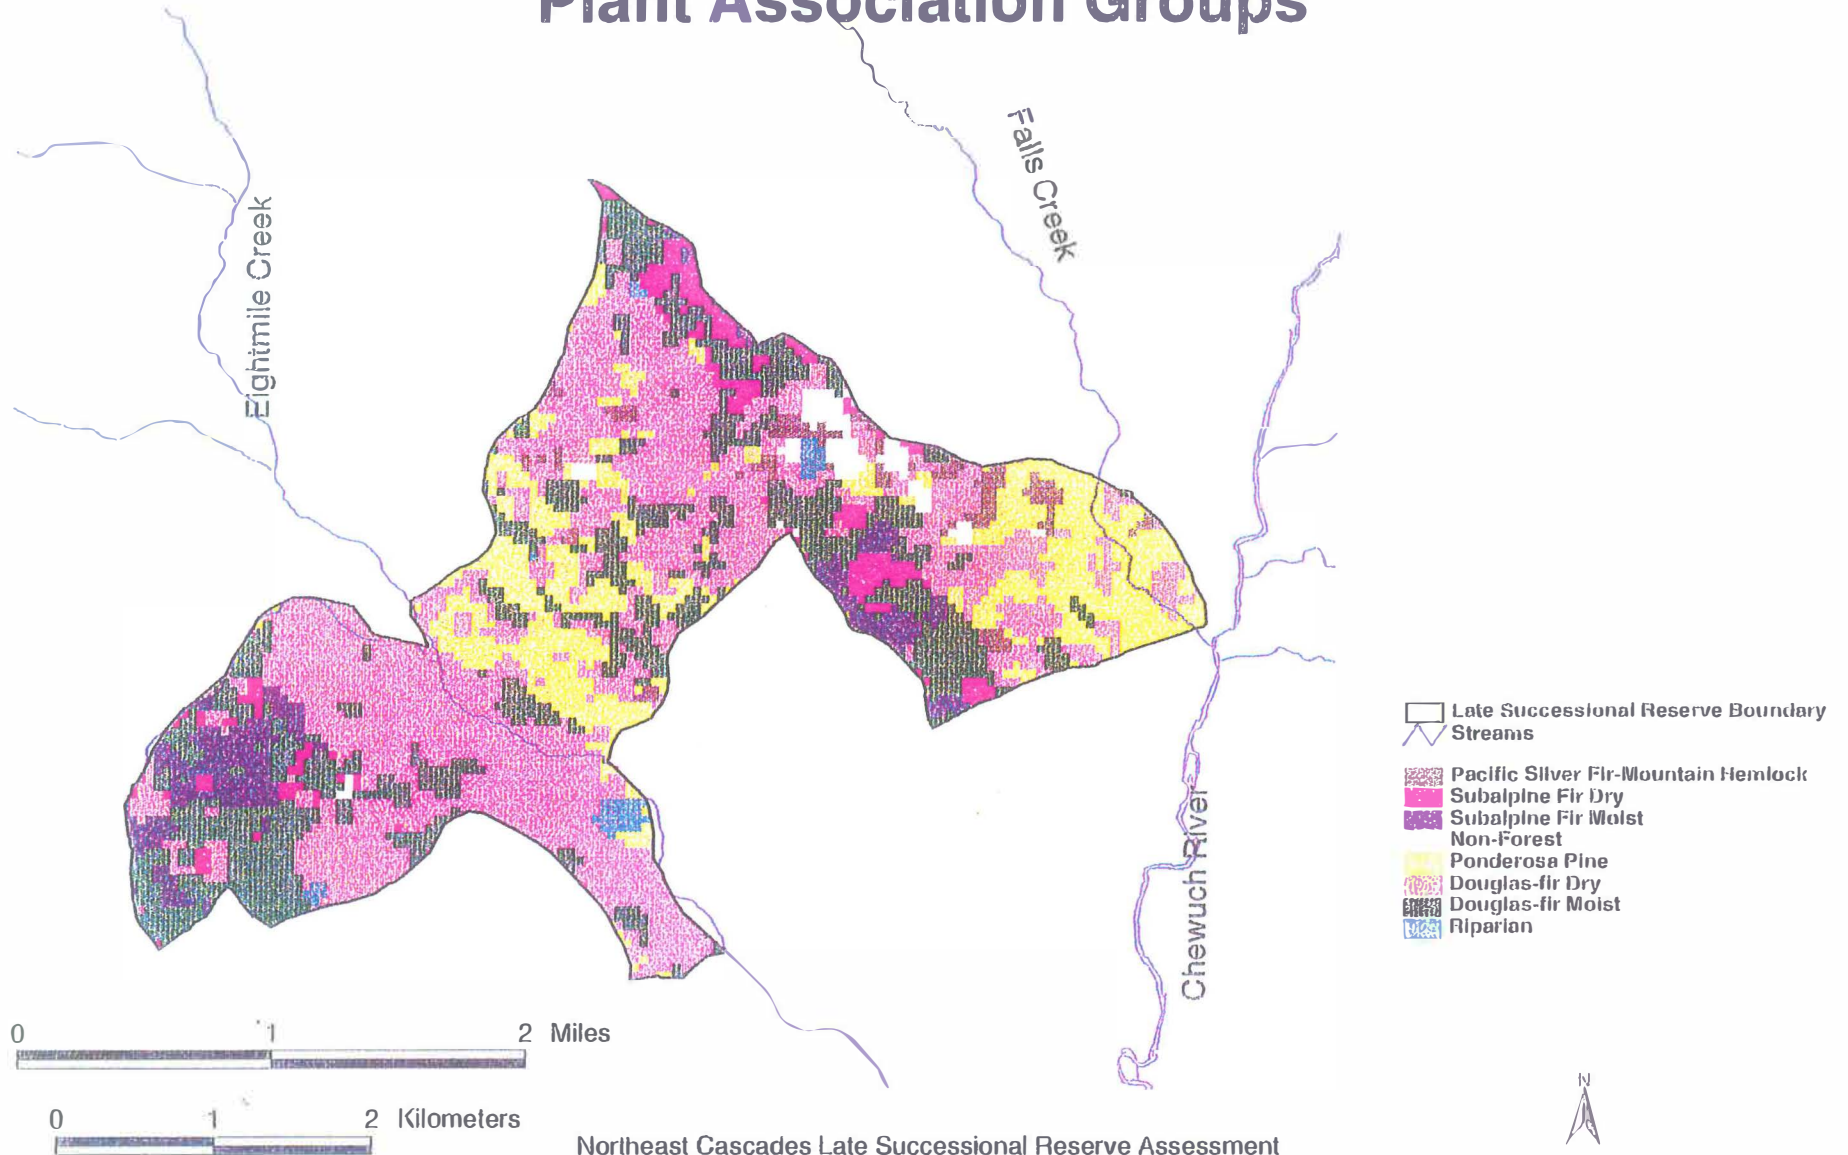 Plant Association Groups
Falls Creek
Eightmile Creek
Chewuch River
Late Successional Reserve Boundary
Streams
Pacific Silver Fir-Mountain Hemlock
Subalpine Fir Dry
Subalpine Fir Moist
Non-Forest
Ponderosa Pine
Douglas-fir Dry
Douglas-fir Moist
Riparian
0 1 2 Miles
0 1 2 Kilometers
N
Northeast Cascades Late Successional Reserve Assessment